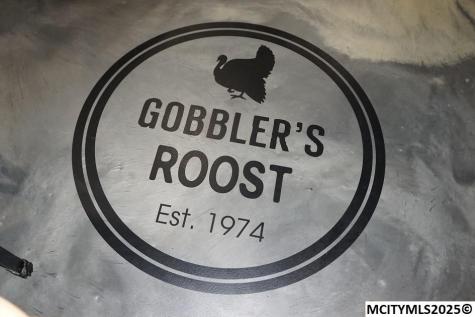 GOBBLER'S
ROOST
Est. 1974
MCITYMLS2025©